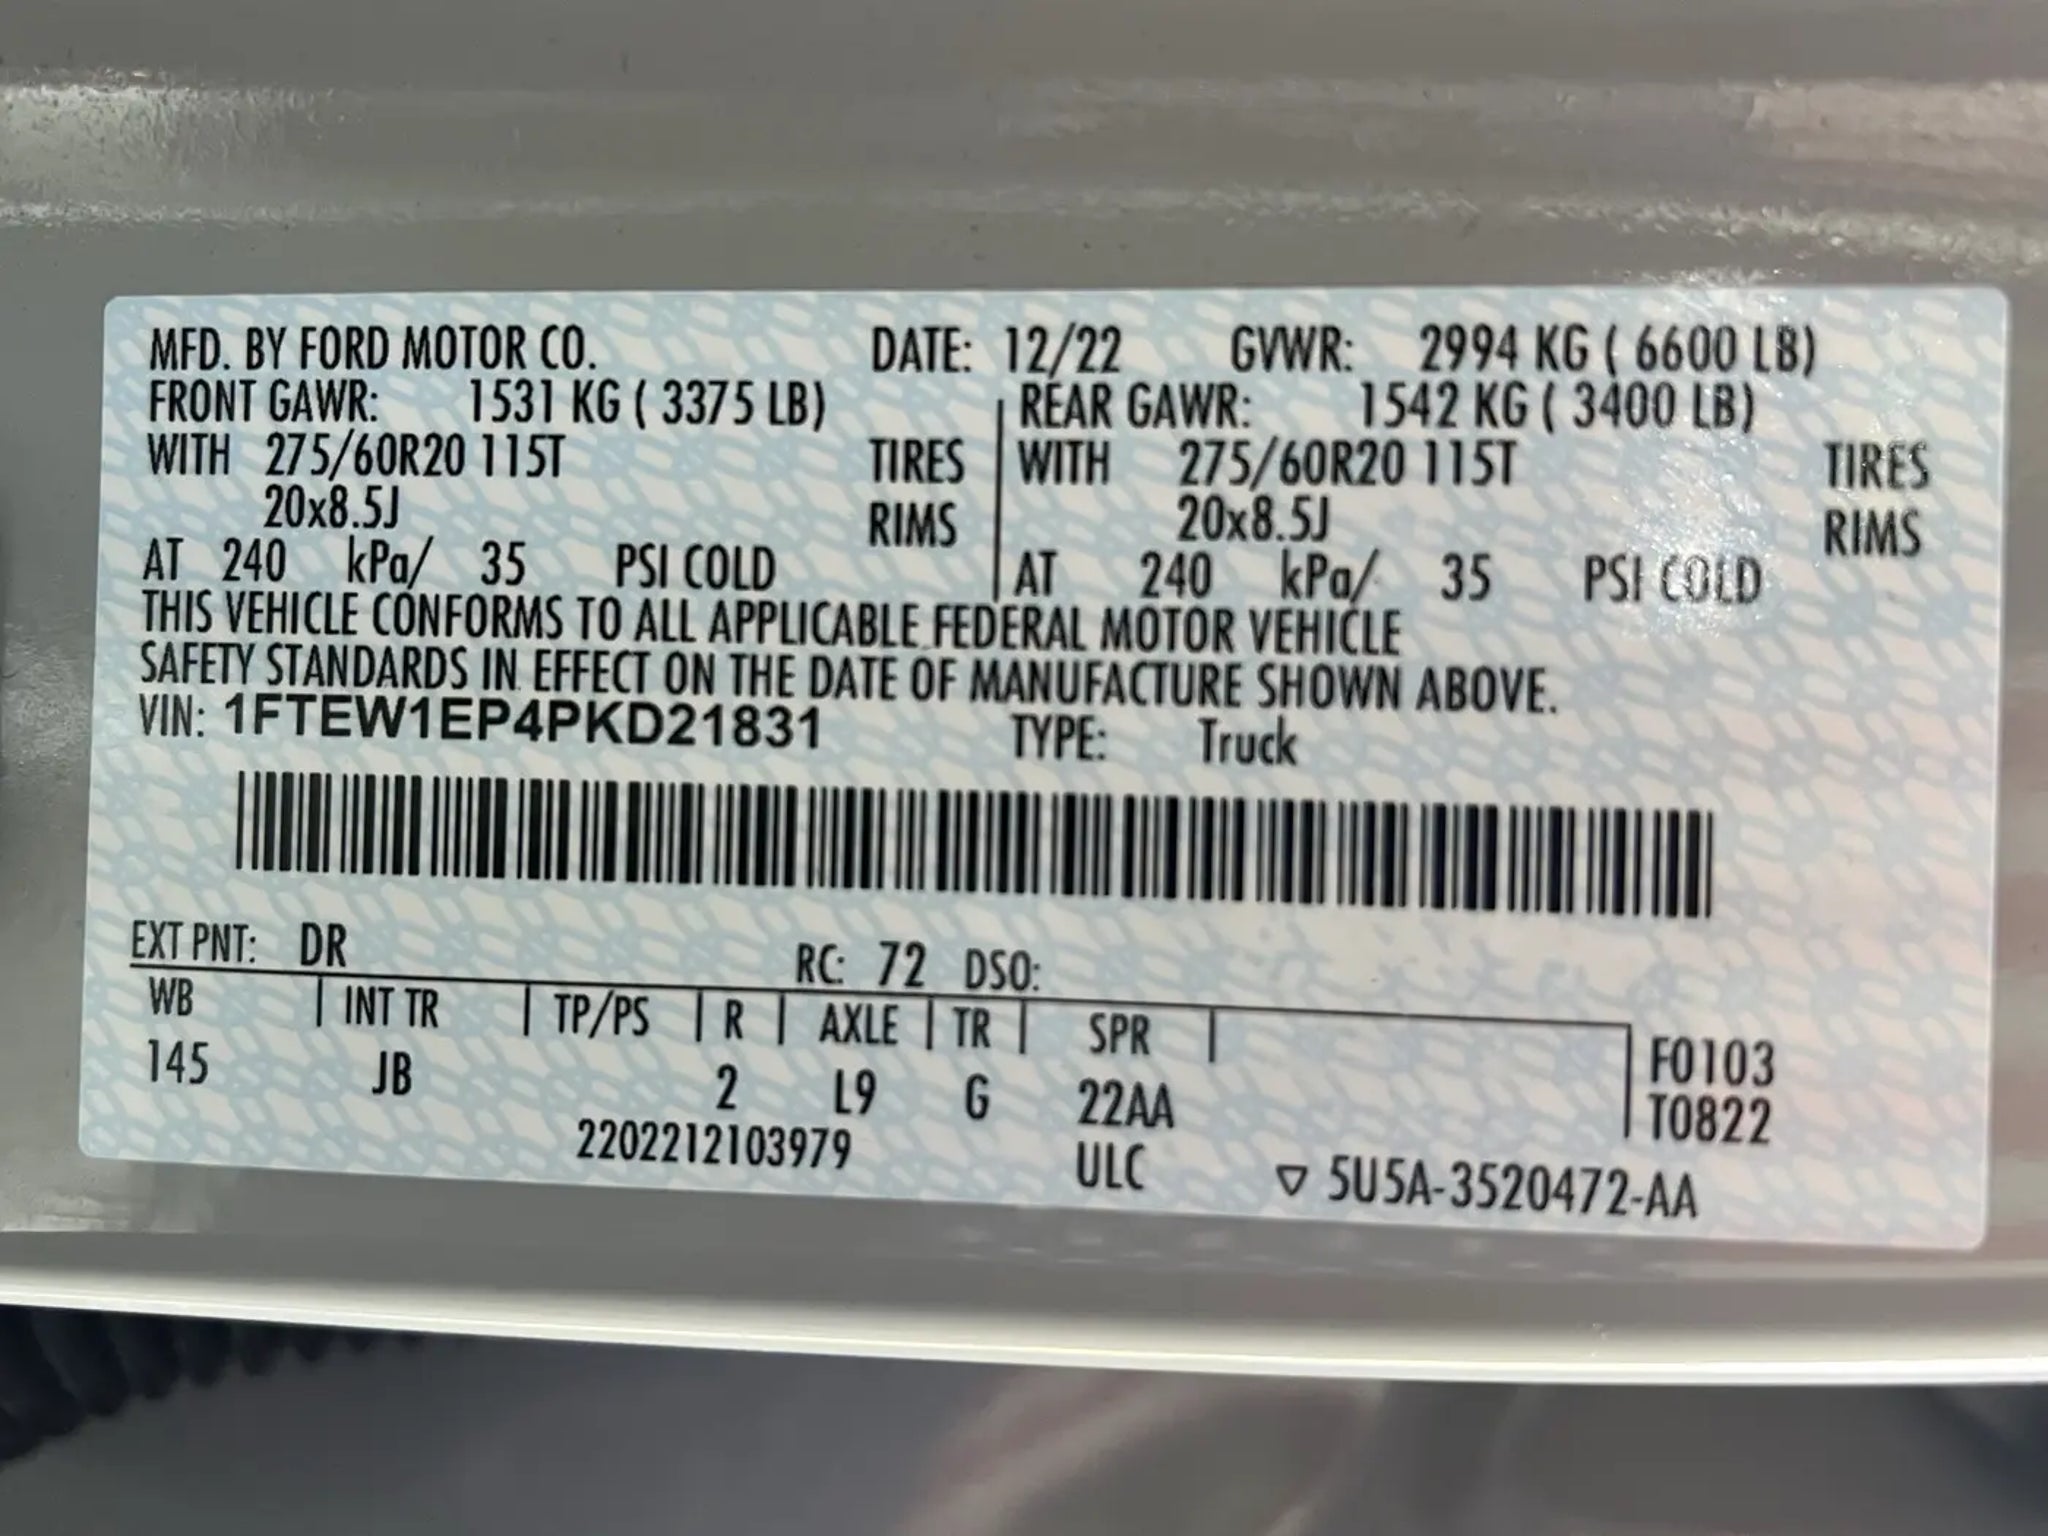 MFD. BY FORD MOTOR CO. DATE: 12/22 GVWR: 2994 KG ( 6600 LB)
FRONT GAWR: 1531 KG ( 3375 LB) REAR GAWR: 1542 KG ( 3400 LB)
WITH 275/60R20 115T TIRES WITH 275/60R20 115T TIRES
20x8.5J RIMS 20x8.5J RIMS
AT 240 kPa/ 35 PSI COLD AT 240 kPa/ 35 PSI COLD
THIS VEHICLE CONFORMS TO ALL APPLICABLE FEDERAL MOTOR VEHICLE
SAFETY STANDARDS IN EFFECT ON THE DATE OF MANUFACTURE SHOWN ABOVE.
VIN: 1FTEW1EP4PKD21831 TYPE: Truck
EXT PNT: DR RC: 72 DSO:
WB INT TR TP/PS R AXLE TR SPR F0103
145 JB 2 L9 G 22AA T0822
2202212103979 ULC ▽ 5U5A-3520472-AA